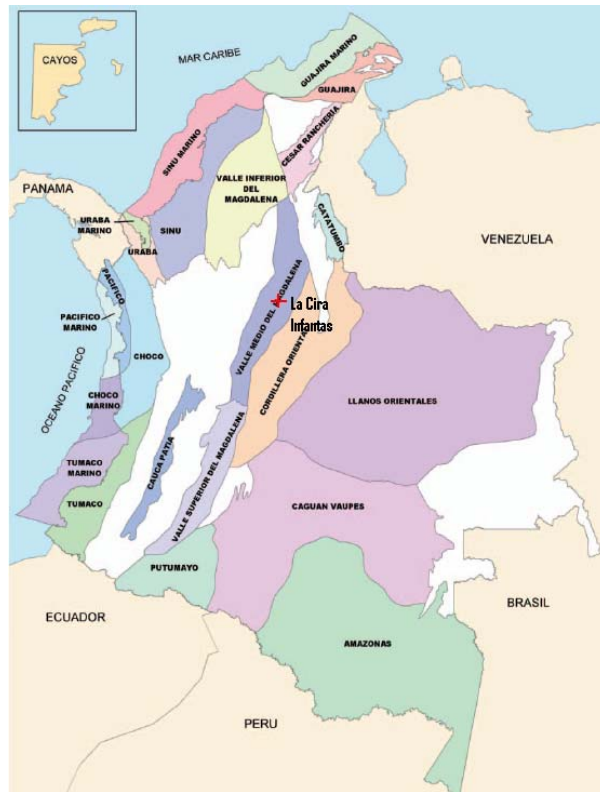 CAYOS
MAR CARIBE
GUAJIRA MARINO
GUAJIRA
SINU MARINO
CESAR RANCHERIA
PANAMA
VALLE INFERIOR
DEL
MAGDALENA
URABA
MARINO
SINU
URABA
CATATUMBO
VENEZUELA
PACIFICO
VALLE MEDIO DEL MAGDALENA
La Cira
Infantas
PACIFICO
MARINO
CHOCO
CORDILLERA ORIENTAL
OCEANO PACIFICO
CHOCO
MARINO
LLANOS ORIENTALES
TUMACO
MARINO
CAUCA PATIA
VALLE SUPERIOR DEL MAGDALENA
TUMACO
CAGUAN VAUPES
PUTUMAYO
ECUADOR
BRASIL
AMAZONAS
PERU